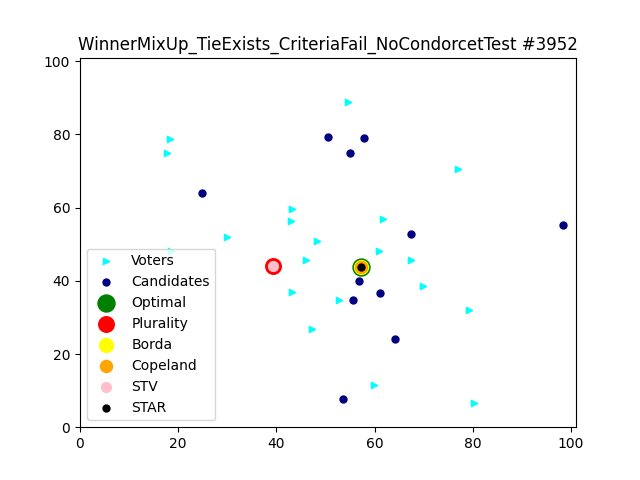 WinnerMixUp_TieExists_CriteriaFail_NoCondorcetTest #3952
100
80
60
40
20
0
Voters
Candidates
Optimal
Plurality
Borda
Copeland
STV
STAR
0 20 40 60 80 100